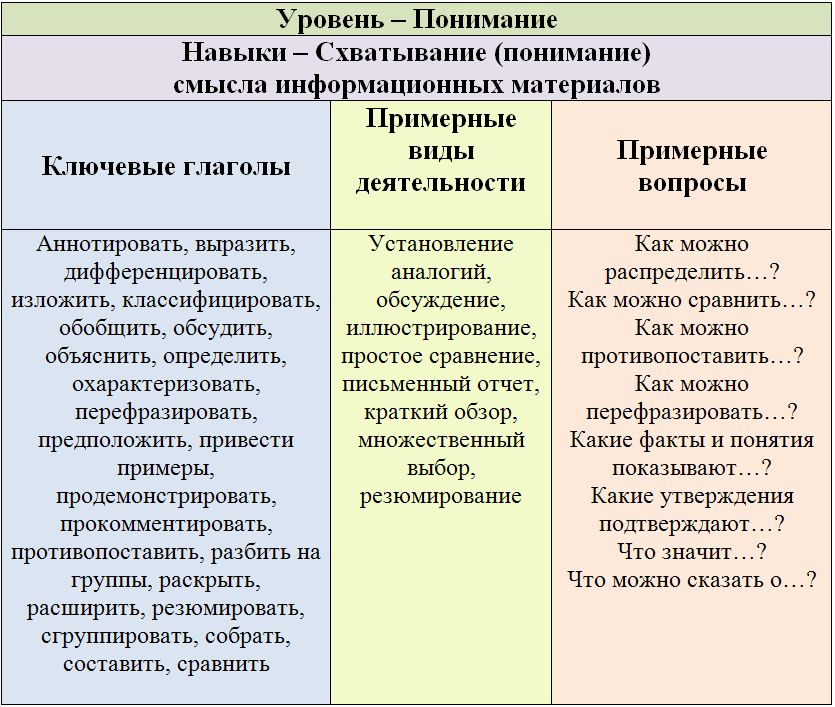 Уровень – Понимание
Навыки – Схватывание (понимание)
смысла информационных материалов
Ключевые глаголы
Примерные
виды
деятельности
Примерные
вопросы
Аннотировать, выразить,
дифференцировать,
изложить, классифицировать,
обобщить, обсудить,
объяснить, определить,
охарактеризовать,
перефразировать,
предположить, привести
примеры,
продемонстрировать,
прокомментировать,
противопоставить, разбить на
группы, раскрыть,
расширить, резюмировать,
сгруппировать, собрать,
составить, сравнить
Установление
аналогий,
обсуждение,
иллюстрирование,
простое сравнение,
письменный отчет,
краткий обзор,
множественный
выбор,
резюмирование
Как можно
распределить…?
Как можно сравнить…?
Как можно
противопоставить…?
Как можно
перефразировать…?
Какие факты и понятия
показывают…?
Какие утверждения
подтверждают…?
Что значит…?
Что можно сказать о…?